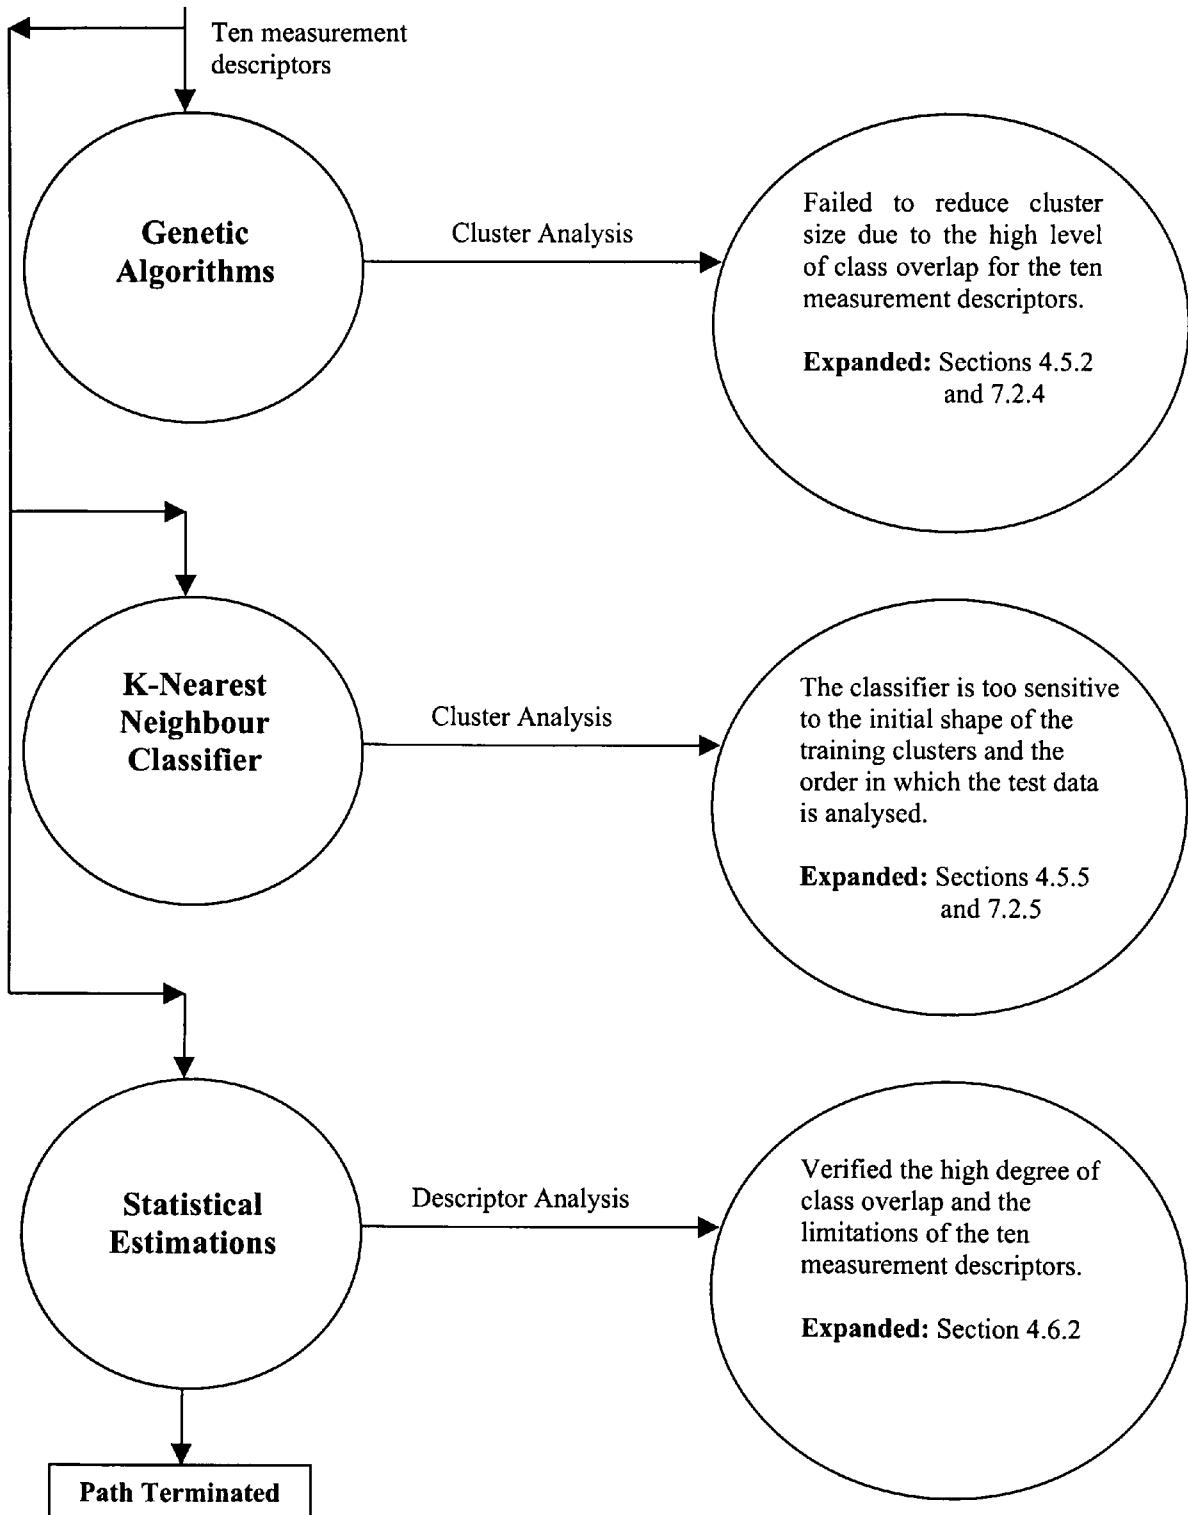 Ten measurement
descriptors
Genetic
Algorithms
Cluster Analysis
Failed to reduce cluster
size due to the high level
of class overlap for the ten
measurement descriptors.
Expanded: Sections 4.5.2
and 7.2.4
K-Nearest
Neighbour
Classifier
Cluster Analysis
The classifier is too sensitive
to the initial shape of the
training clusters and the
order in which the test data
is analysed.
Expanded: Sections 4.5.5
and 7.2.5
Statistical
Estimations
Descriptor Analysis
Verified the high degree of
class overlap and the
limitations of the ten
measurement descriptors.
Expanded: Section 4.6.2
Path Terminated